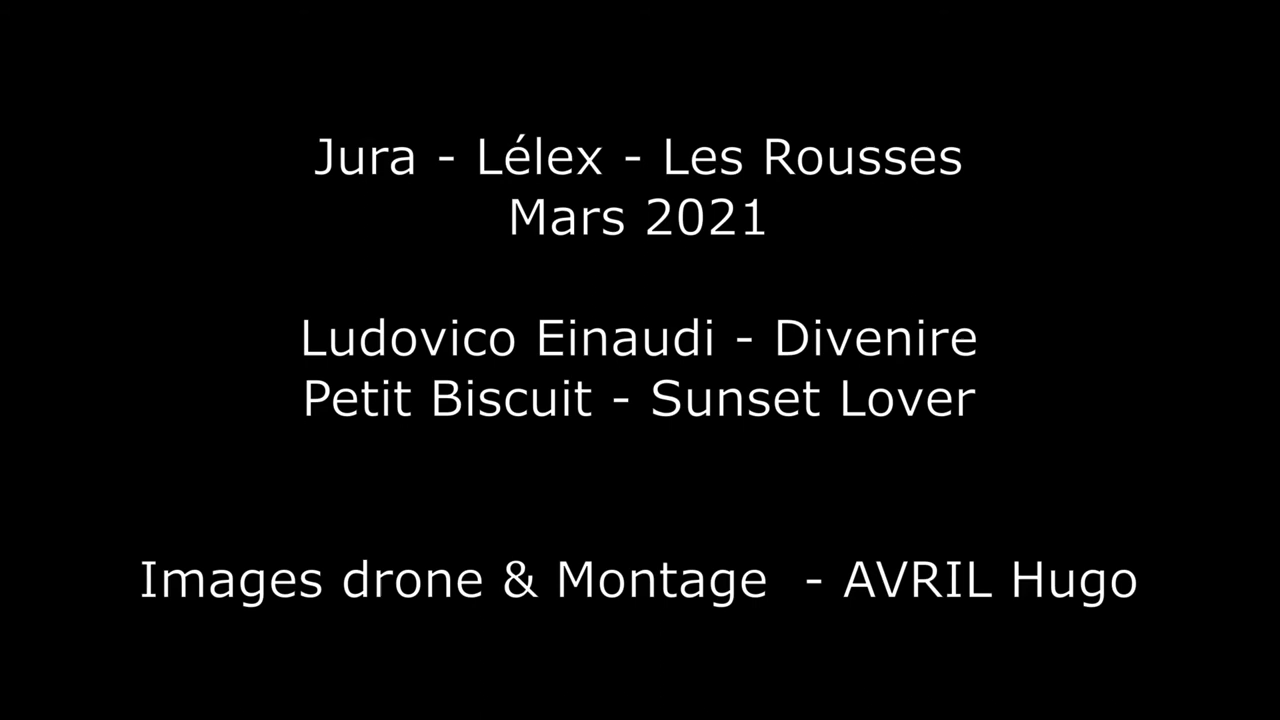 Jura - Lélex - Les Rousses
Mars 2021
Ludovico Einaudi - Divenire
Petit Biscuit - Sunset Lover
Images drone & Montage  - AVRIL Hugo